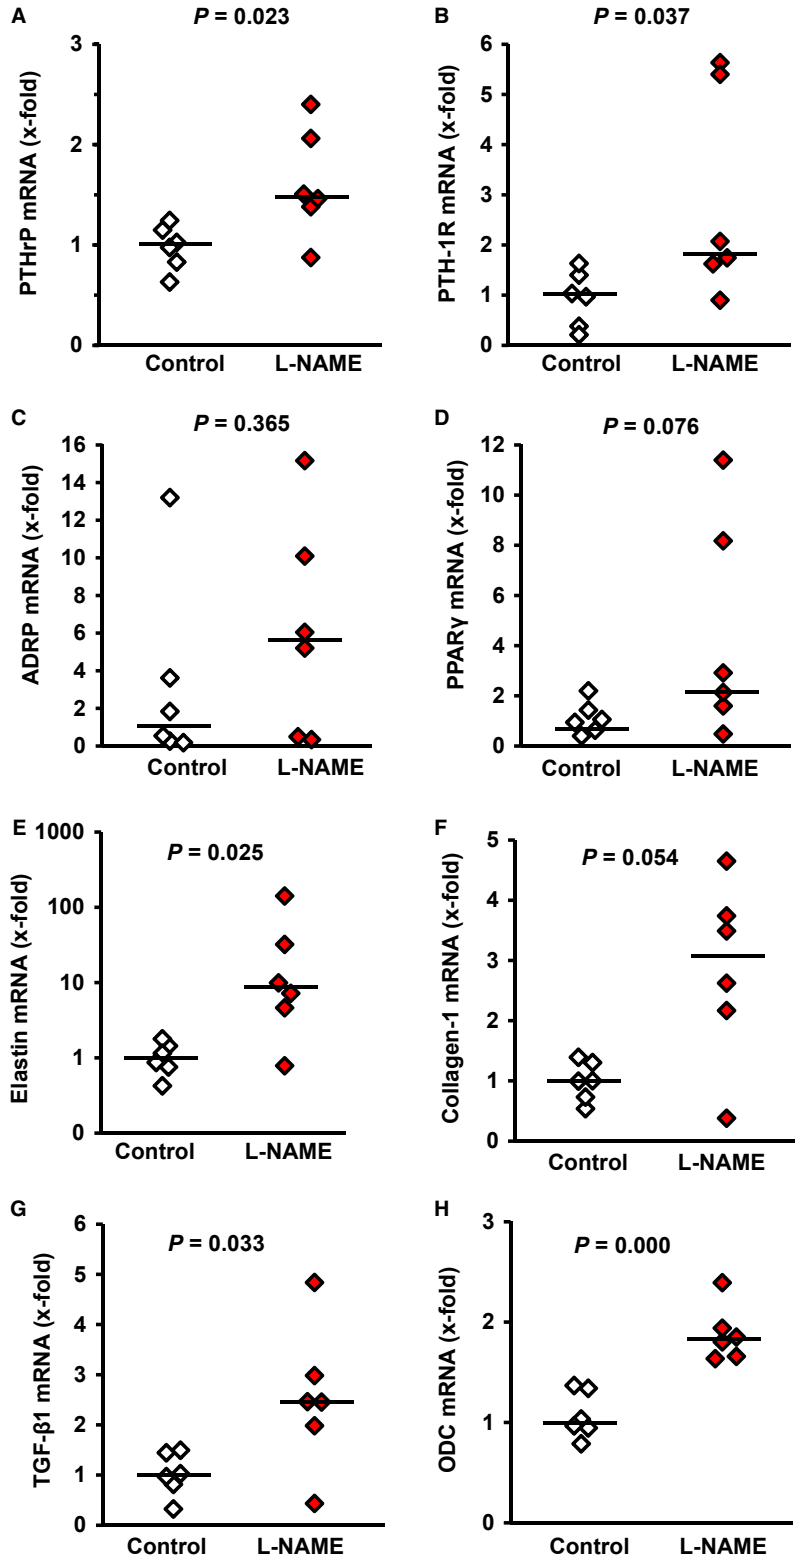 A
P = 0.023
PTHrP mRNA (x-fold)
3
2
1
0
Control
L-NAME
B
P = 0.037
PTH-1R mRNA (x-fold)
6
5
4
3
2
1
0
Control
L-NAME
C
P = 0.365
ADRP mRNA (x-fold)
16
14
12
10
8
6
4
2
0
Control
L-NAME
D
P = 0.076
PPARγ mRNA (x-fold)
12
10
8
6
4
2
0
Control
L-NAME
E
P = 0.025
Elastin mRNA (x-fold)
1000
100
10
1
0
Control
L-NAME
F
P = 0.054
Collagen-1 mRNA (x-fold)
5
4
3
2
1
0
Control
L-NAME
G
P = 0.033
TGF-β1 mRNA (x-fold)
6
5
4
3
2
1
0
Control
L-NAME
H
P = 0.000
ODC mRNA (x-fold)
3
2
1
0
Control
L-NAME